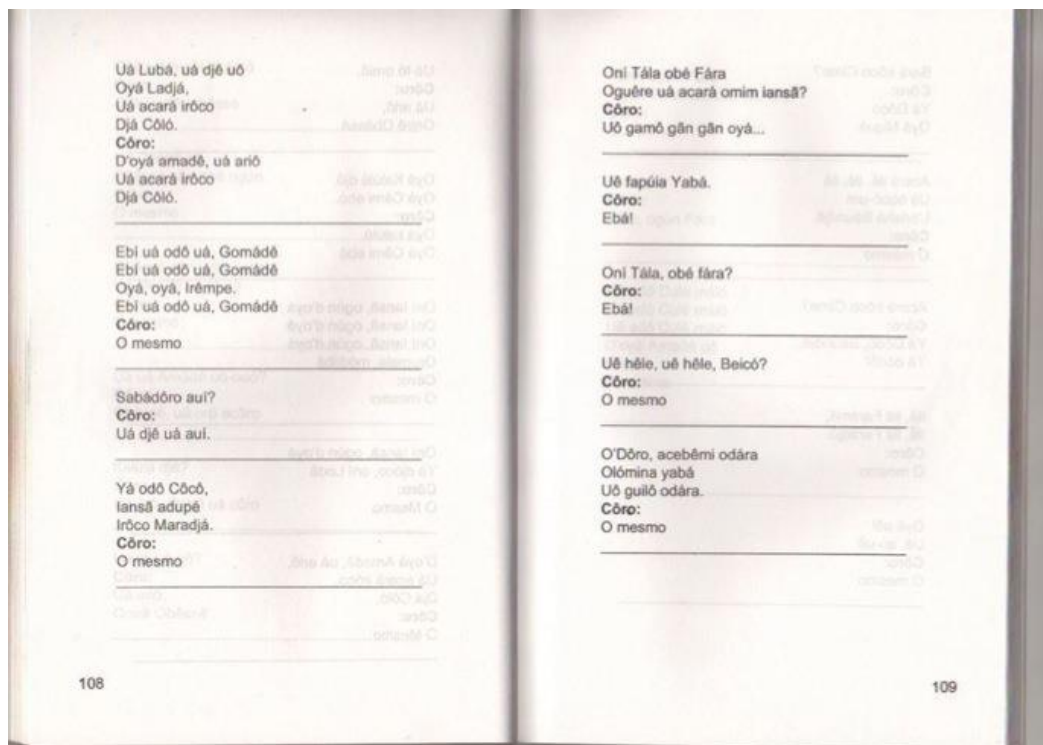 Uá Lubá, uá djê uô
Oyá Ladjá,
Uá acará irôco
Djá Côló.
Côro:
D'oyá amadê, uá ariô
Uá acará irôco
Djá Côló.
Ebí uá odô uá, Gomádê
Ebí uá odô uá, Gomádê
Oyá, oyá, Irêmpe.
Ebí uá odô uá, Gomádê
Côro:
O mesmo
Sabádôro auí?
Côro:
Uá djê uá auí.
Yá odô Côcô,
Iansã adupé
Irôco Maradjá.
Côro:
O mesmo
108
Oní Tála obé Fára
Oguêre uá acará omim iansã?
Côro:
Uô gamô gãn gãn oyá...
Uê fapúia Yabá.
Côro:
Ebá!
Oní Tála, obé fára?
Côro:
Ebá!
Uê hêle, uê hêle, Beicó?
Côro:
O mesmo
O'Dôro, acebêmi odára
Olómina yabá
Uô guilô odára.
Côro:
O mesmo
109